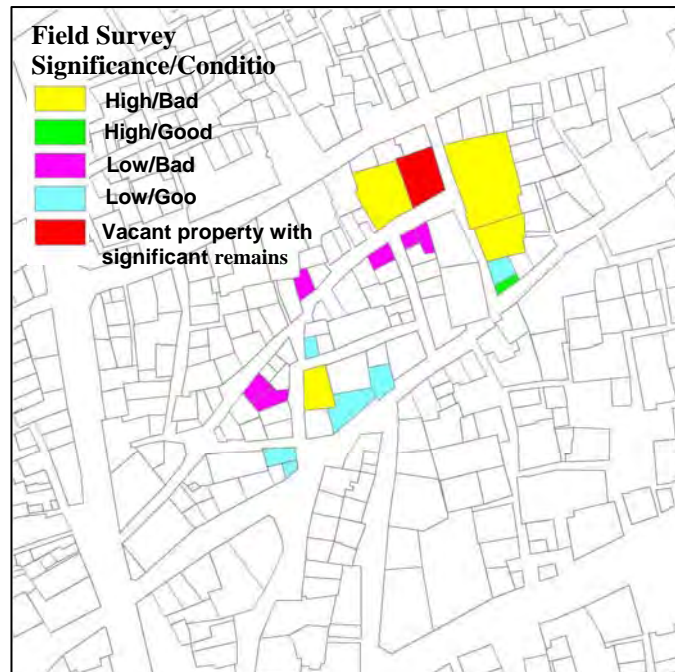 Field Survey
Significance/Conditio
High/Bad
High/Good
Low/Bad
Low/Goo
Vacant property with
significant remains